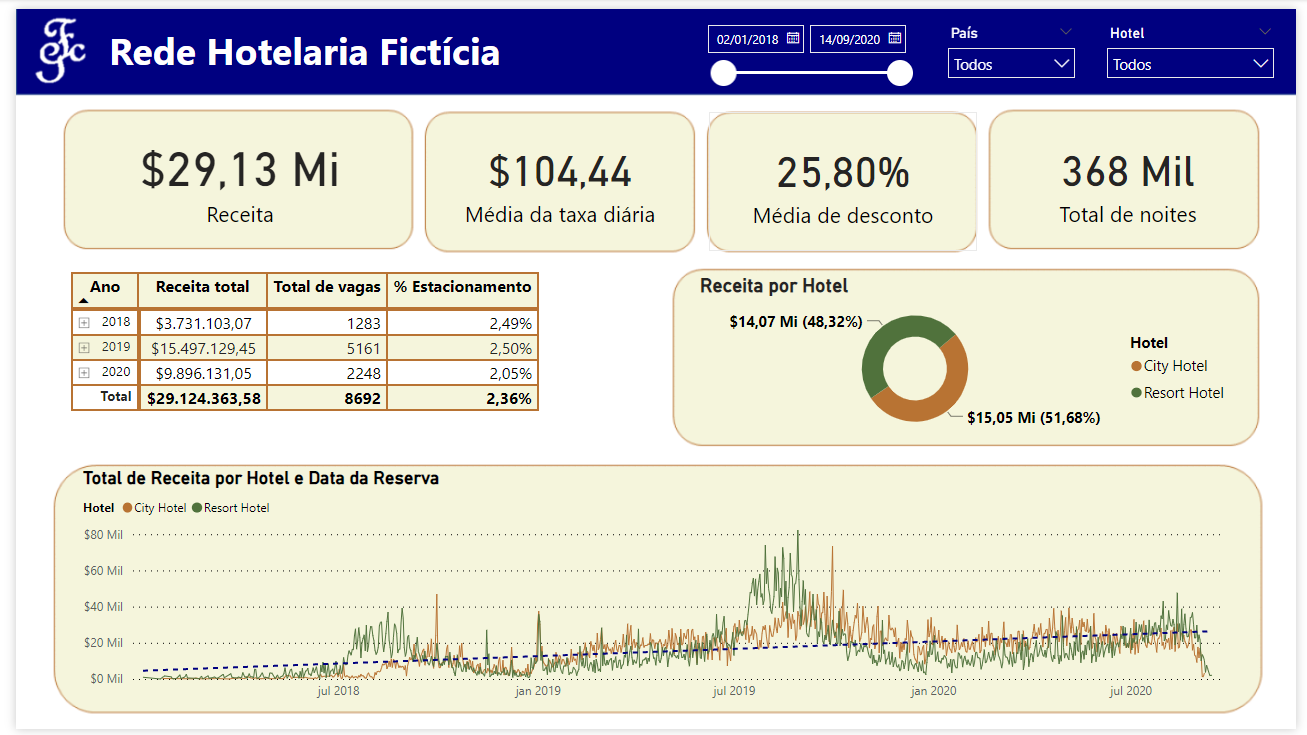 Rede Hotelaria Fictícia
02/01/2018 14/09/2020
País
Todos
Hotel
Todos
$29,13 Mi
Receita
$104,44
Média da taxa diária
25,80%
Média de desconto
368 Mil
Total de noites
Ano Receita total Total de vagas % Estacionamento
2018 $3.731.103,07 1283 2,49%
2019 $15.497.129,45 5161 2,50%
2020 $9.896.131,05 2248 2,05%
Total $29.124.363,58 8692 2,36%
Receita por Hotel
$14,07 Mi (48,32%)
$15,05 Mi (51,68%)
Hotel
City Hotel
Resort Hotel
Total de Receita por Hotel e Data da Reserva
Hotel City Hotel Resort Hotel
$80 Mil
$60 Mil
$40 Mil
$20 Mil
$0 Mil
jul 2018 jan 2019 jul 2019 jan 2020 jul 2020